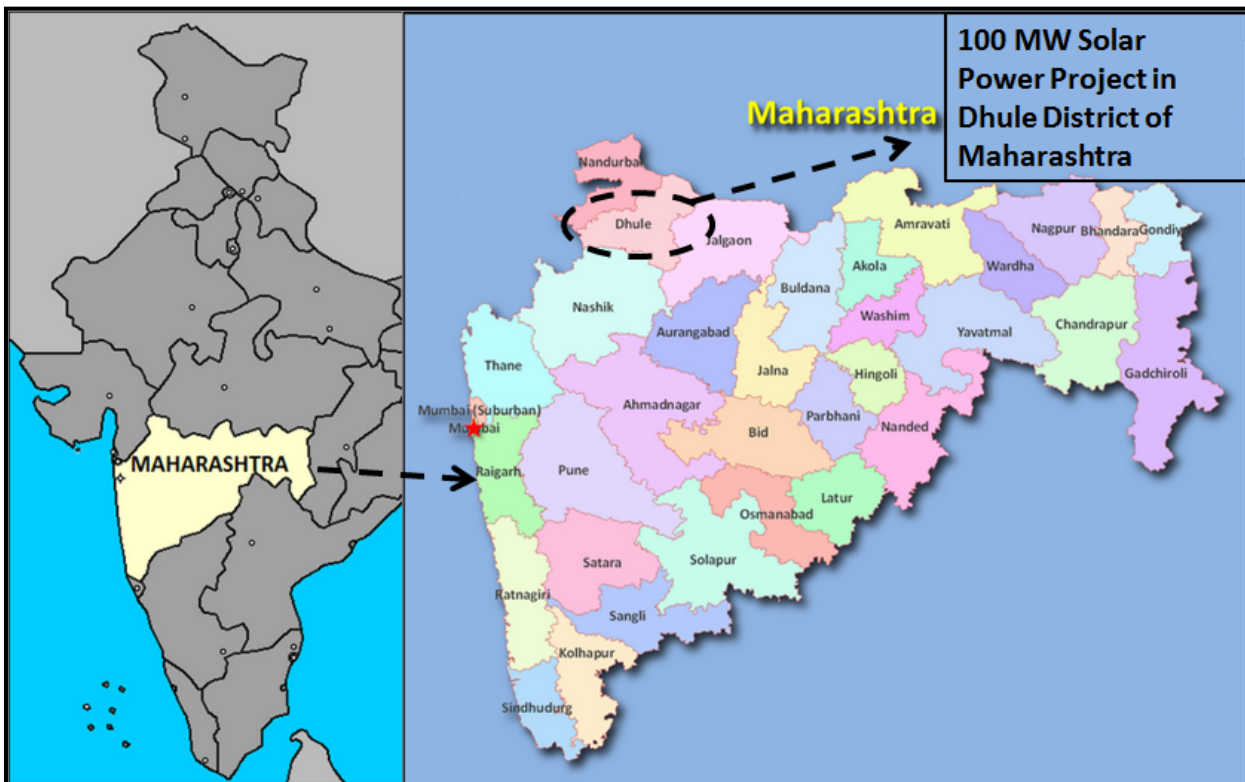 MAHARASHTRA
100 MW Solar
Power Project in
Dhule District of
Maharashtra
Maharashtra
Nandurbar
Dhule
Jalgaon
Amravati
Nagpur
Bhandara
Gondiy
Akola
Wardha
Buldana
Nashik
Washim
Chandrapur
Aurangabad
Yavatmal
Thane
Jalna
Hingoli
Gadchiroli
Ahmadnagar
Mumbai (Suburban)
Mumbai
Parbhani
Bid
Nanded
Raigarh
Pune
Latur
Osmanabad
Satara
Solapur
Ratnagiri
Sangli
Kolhapur
Sindhudurg